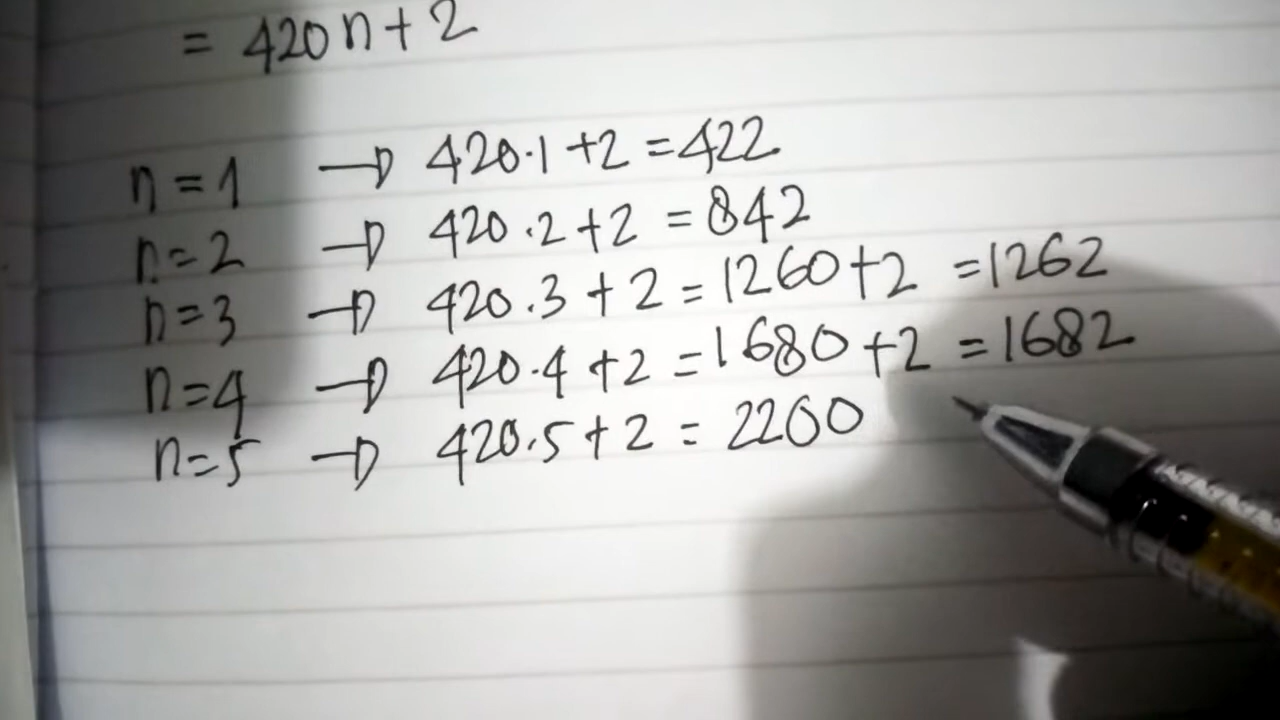 = 420n+2
n=1 → 420·1+2=422
n=2 → 420·2+2=842
n=3 → 420·3+2=1260+2=1262
n=4 → 420·4+2=1680+2=1682
n=5 → 420·5+2=2200